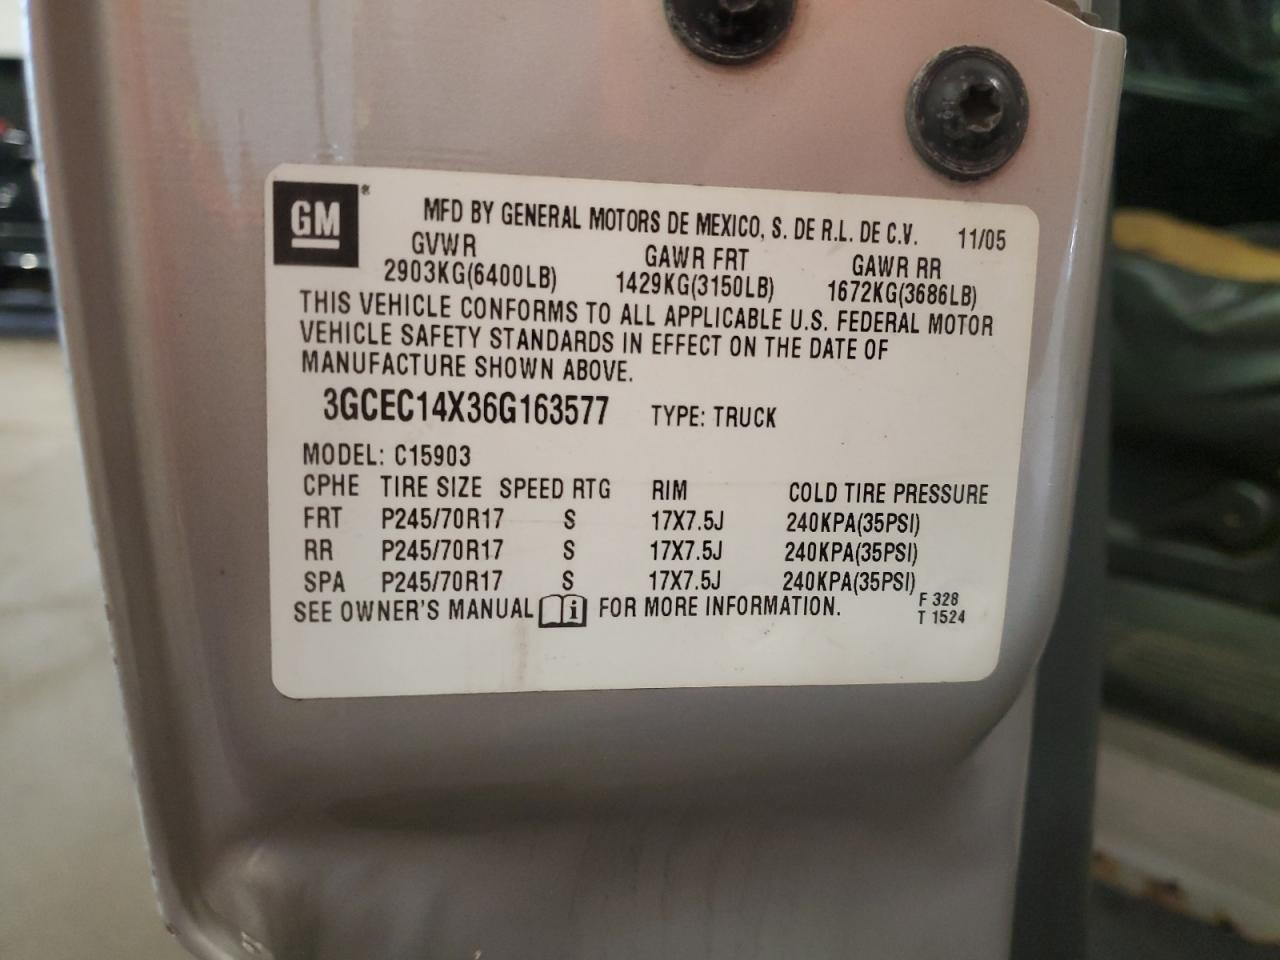 GM ®
MFD BY GENERAL MOTORS DE MEXICO, S. DE R.L. DE C.V. 11/05
GVWR GAWR FRT GAWR RR
2903KG(6400LB) 1429KG(3150LB) 1672KG(3686LB)
THIS VEHICLE CONFORMS TO ALL APPLICABLE U.S. FEDERAL MOTOR
VEHICLE SAFETY STANDARDS IN EFFECT ON THE DATE OF
MANUFACTURE SHOWN ABOVE.
3GCEC14X36G163577 TYPE: TRUCK
MODEL: C15903
CPHE TIRE SIZE SPEED RTG RIM COLD TIRE PRESSURE
FRT P245/70R17 S 17X7.5J 240KPA(35PSI)
RR P245/70R17 S 17X7.5J 240KPA(35PSI)
SPA P245/70R17 S 17X7.5J 240KPA(35PSI)
SEE OWNER'S MANUAL i FOR MORE INFORMATION.
F 328
T 1524